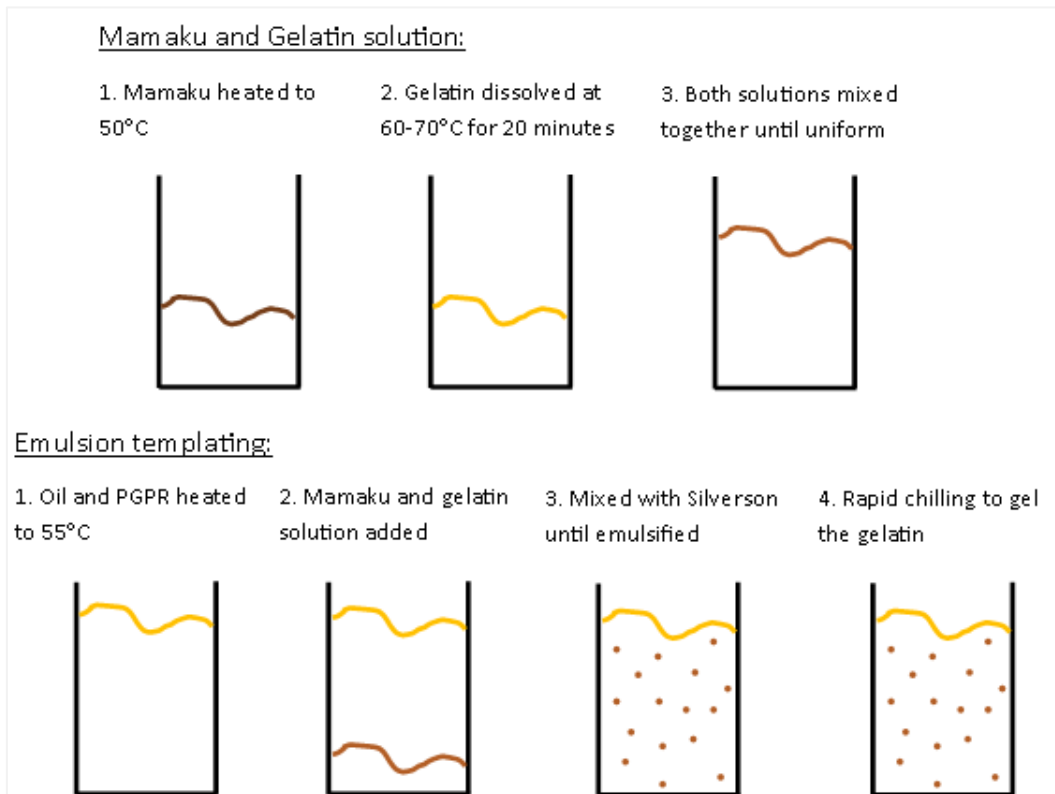 Mamaku and Gelatin solution:
1. Mamaku heated to
50°C
2. Gelatin dissolved at
60-70°C for 20 minutes
3. Both solutions mixed
together until uniform
Emulsion templating:
1. Oil and PGPR heated
to 55°C
2. Mamaku and gelatin
solution added
3. Mixed with Silverson
until emulsified
4. Rapid chilling to gel
the gelatin